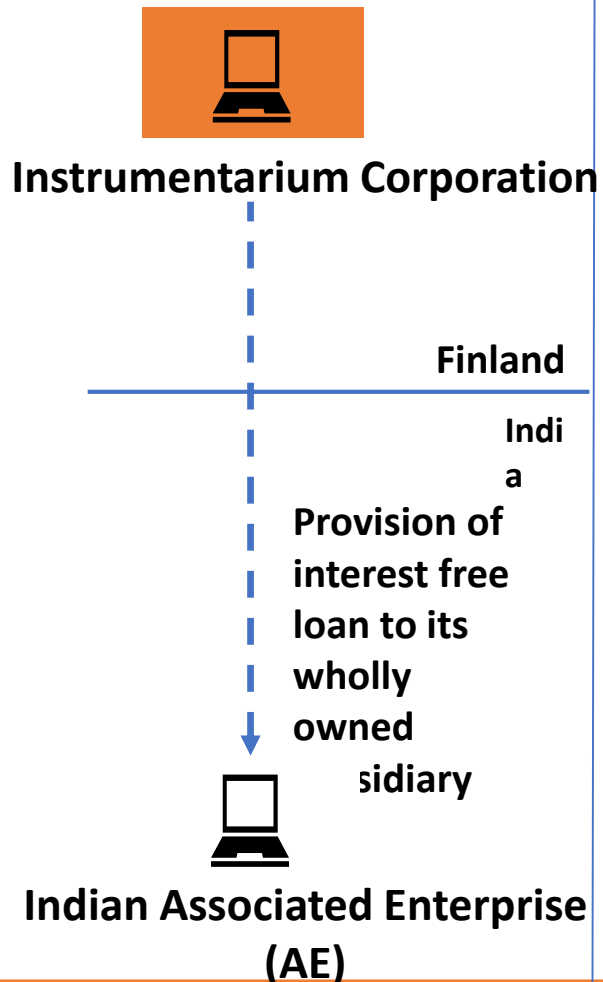 Instrumentarium Corporation
Finland
Indi
a
Provision of
interest free
loan to its
wholly
owned
sidiary
Indian Associated Enterprise
(AE)